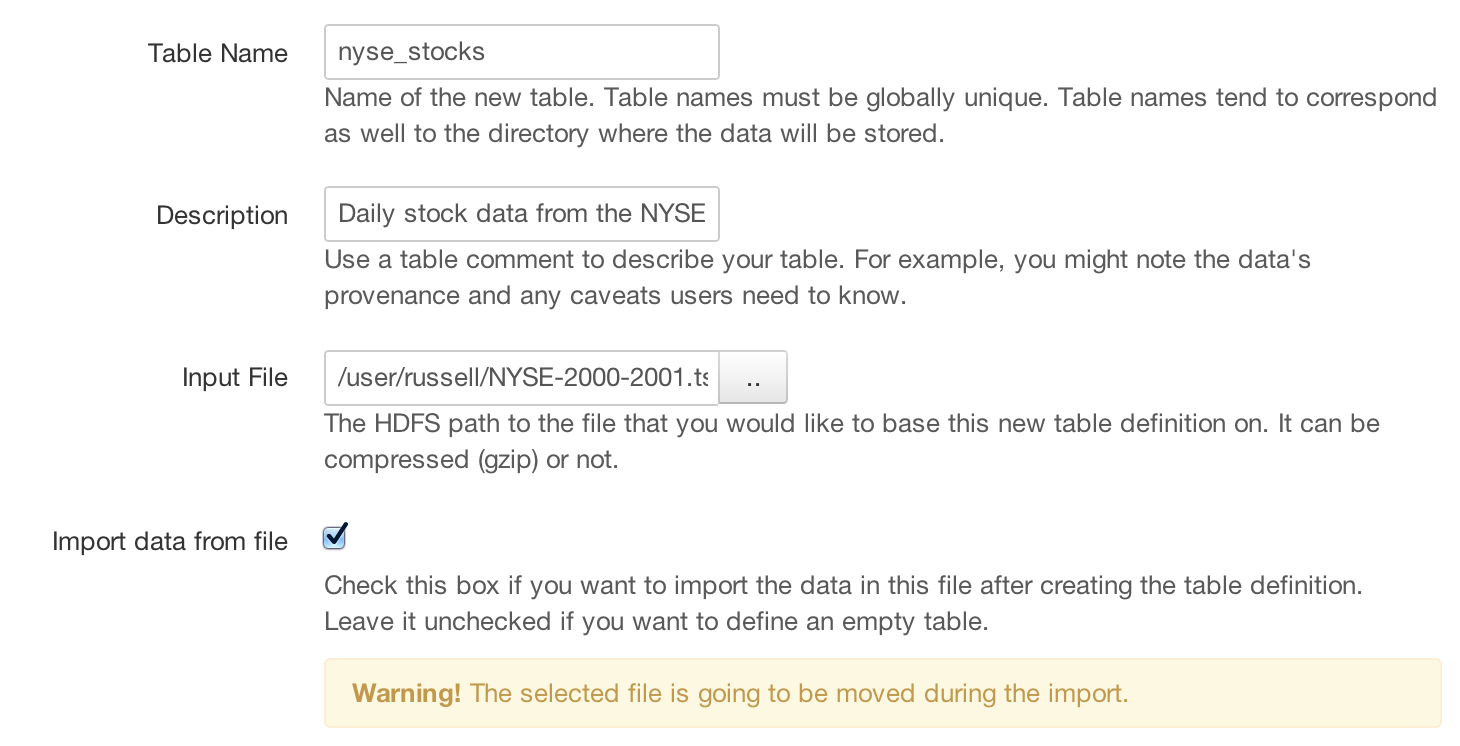 Table Name
nyse_stocks
Name of the new table. Table names must be globally unique. Table names tend to correspond
as well to the directory where the data will be stored.
Description
Daily stock data from the NYSE
Use a table comment to describe your table. For example, you might note the data's
provenance and any caveats users need to know.
Input File
/user/russell/NYSE-2000-2001.ts
..
The HDFS path to the file that you would like to base this new table definition on. It can be
compressed (gzip) or not.
Import data from file
Check this box if you want to import the data in this file after creating the table definition.
Leave it unchecked if you want to define an empty table.
Warning! The selected file is going to be moved during the import.